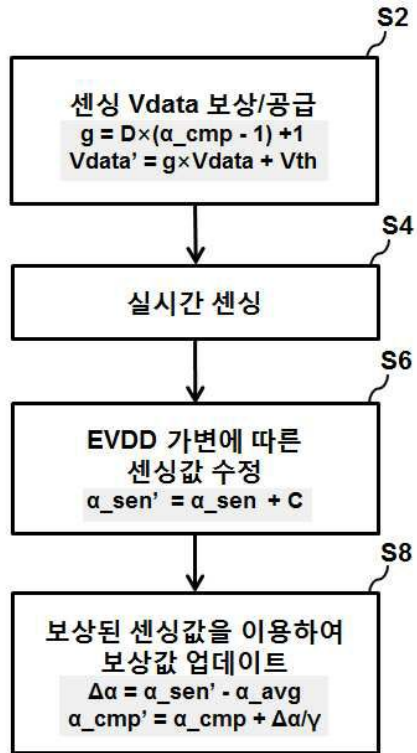 S2
센싱 Vdata 보상/공급
g = D×(α_cmp - 1) +1
Vdata' = g×Vdata + Vth
S4
실시간 센싱
S6
EVDD 가변에 따른
센싱값 수정
α_sen' = α_sen + C
S8
보상된 센싱값을 이용하여
보상값 업데이트
Δα = α_sen' - α_avg
α_cmp' = α_cmp + Δα/γ